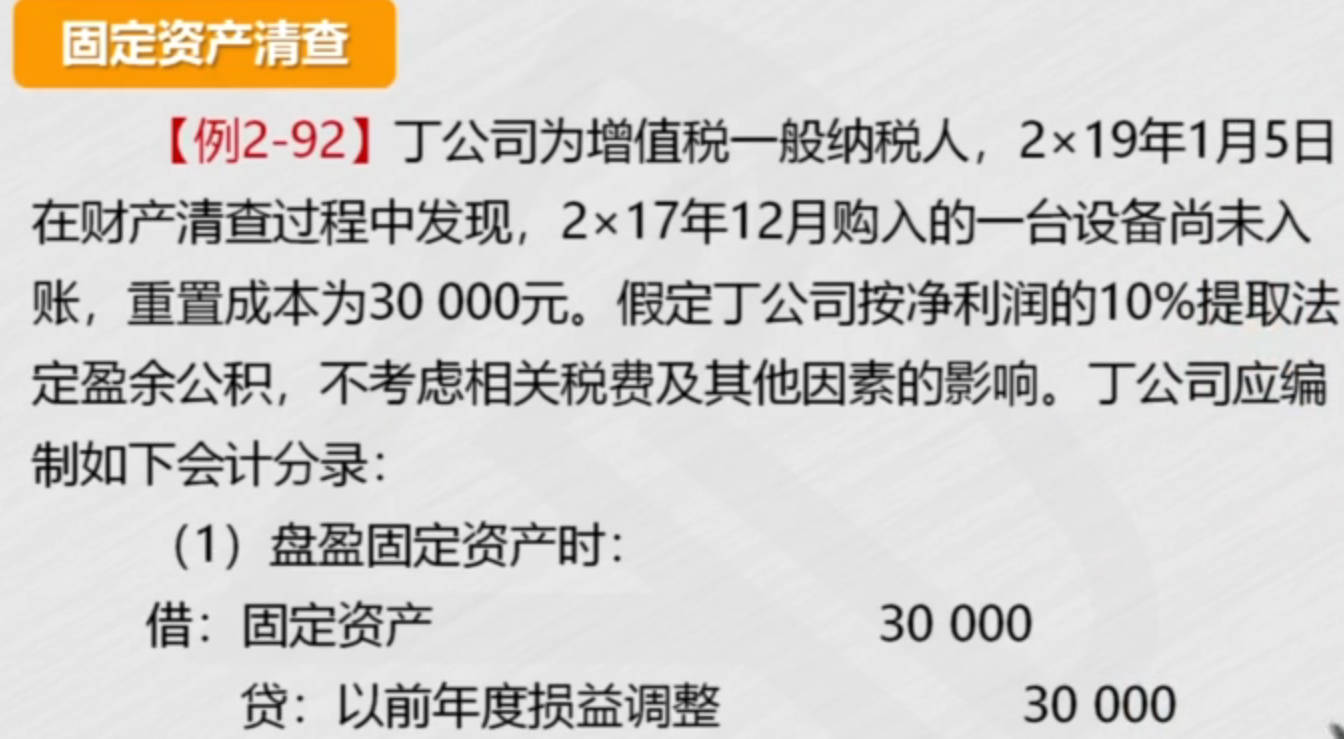 固定资产清查
【例2-92】丁公司为增值税一般纳税人，2×19年1月5日
在财产清查过程中发现，2×17年12月购入的一台设备尚未入
账，重置成本为30 000元。假定丁公司按净利润的10%提取法
定盈余公积，不考虑相关税费及其他因素的影响。丁公司应编
制如下会计分录：
（1）盘盈固定资产时：
借：固定资产 30 000
贷：以前年度损益调整 30 000